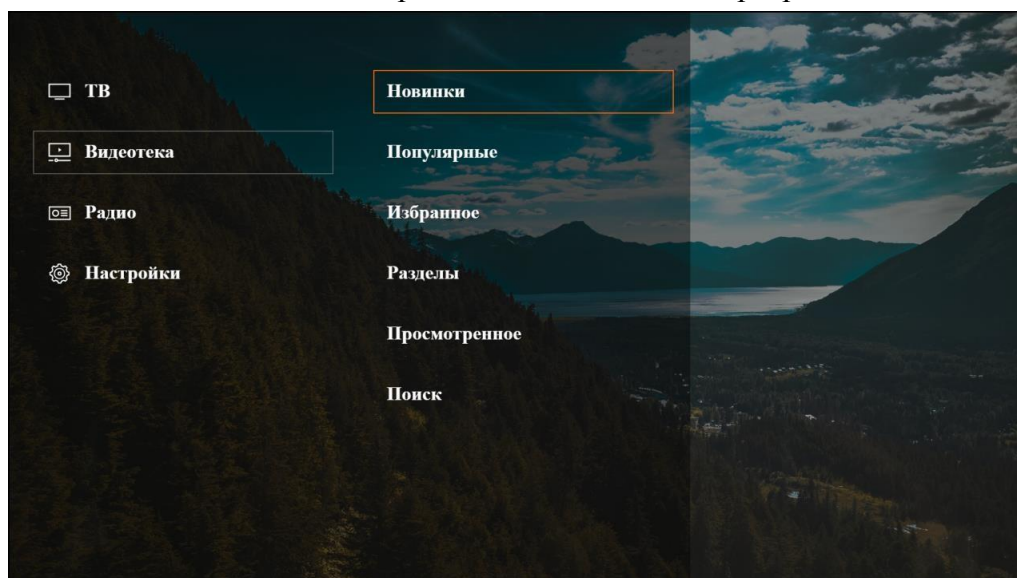 ТВ
Видеотека
Радио
Настройки
Новинки
Популярные
Избранное
Разделы
Просмотренное
Поиск